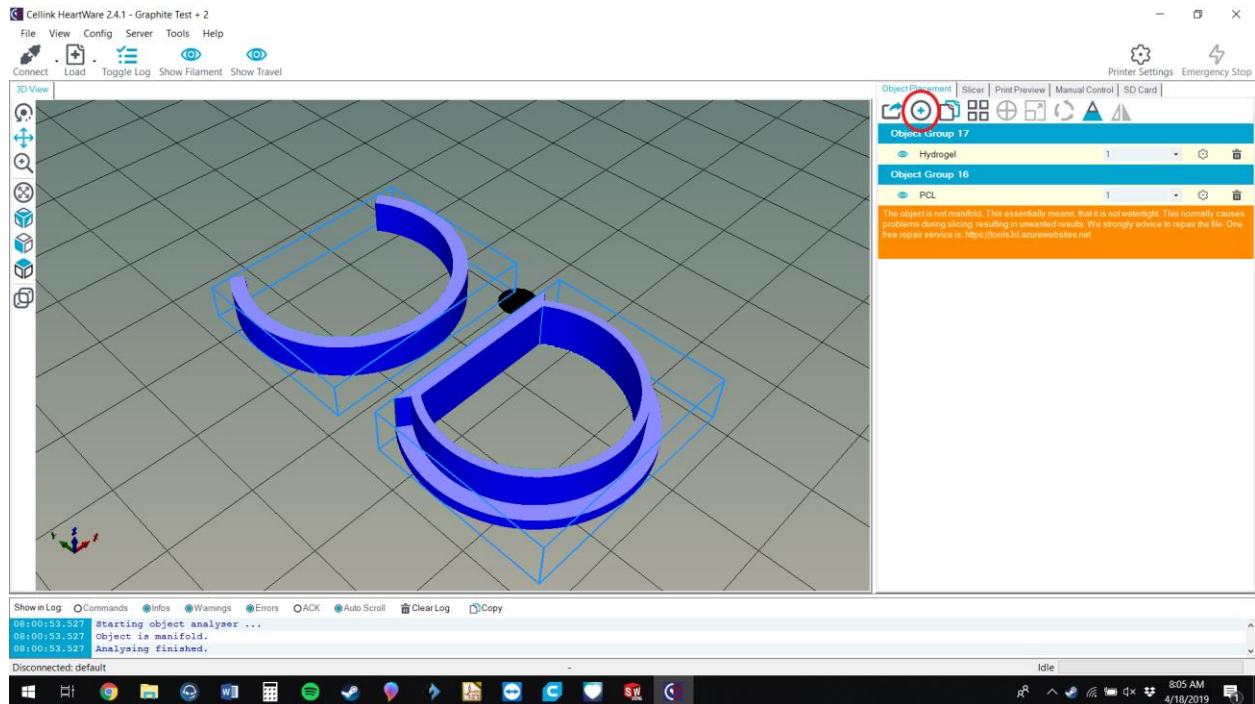 Cellink HeartWare 2.4.1 - Graphite Test + 2
File View Config Server Tools Help
Connect Load Toggle Log Show Filament Show Travel Printer Settings Emergency Stop
3D View
Object Placement Slicer Print Preview Manual Control SD Card
Object Group 17
Hydrogel 1
Object Group 16
PCL 1
The object is not manifold. This essentially means, that it is not watertight. This normally causes
problems during slicing, resulting in unwanted results. We strongly advice to repair the file. One
free repair service is: https://tools3d.azurewebsites.net
Show in Log: Commands Infos Warnings Errors ACK Auto Scroll Clear Log Copy
08:00:53.527 Starting object analyser ...
08:00:53.527 Object is manifold.
08:00:53.527 Analysing finished.
Disconnected: default - Idle
8:05 AM
4/18/2019